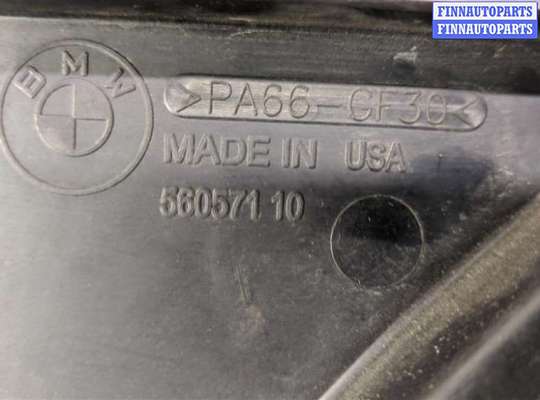 FINNAUTOPARTS
FINNAUTOPARTS
BMW
>PA66-GF30<
MADE IN USA
560571 10